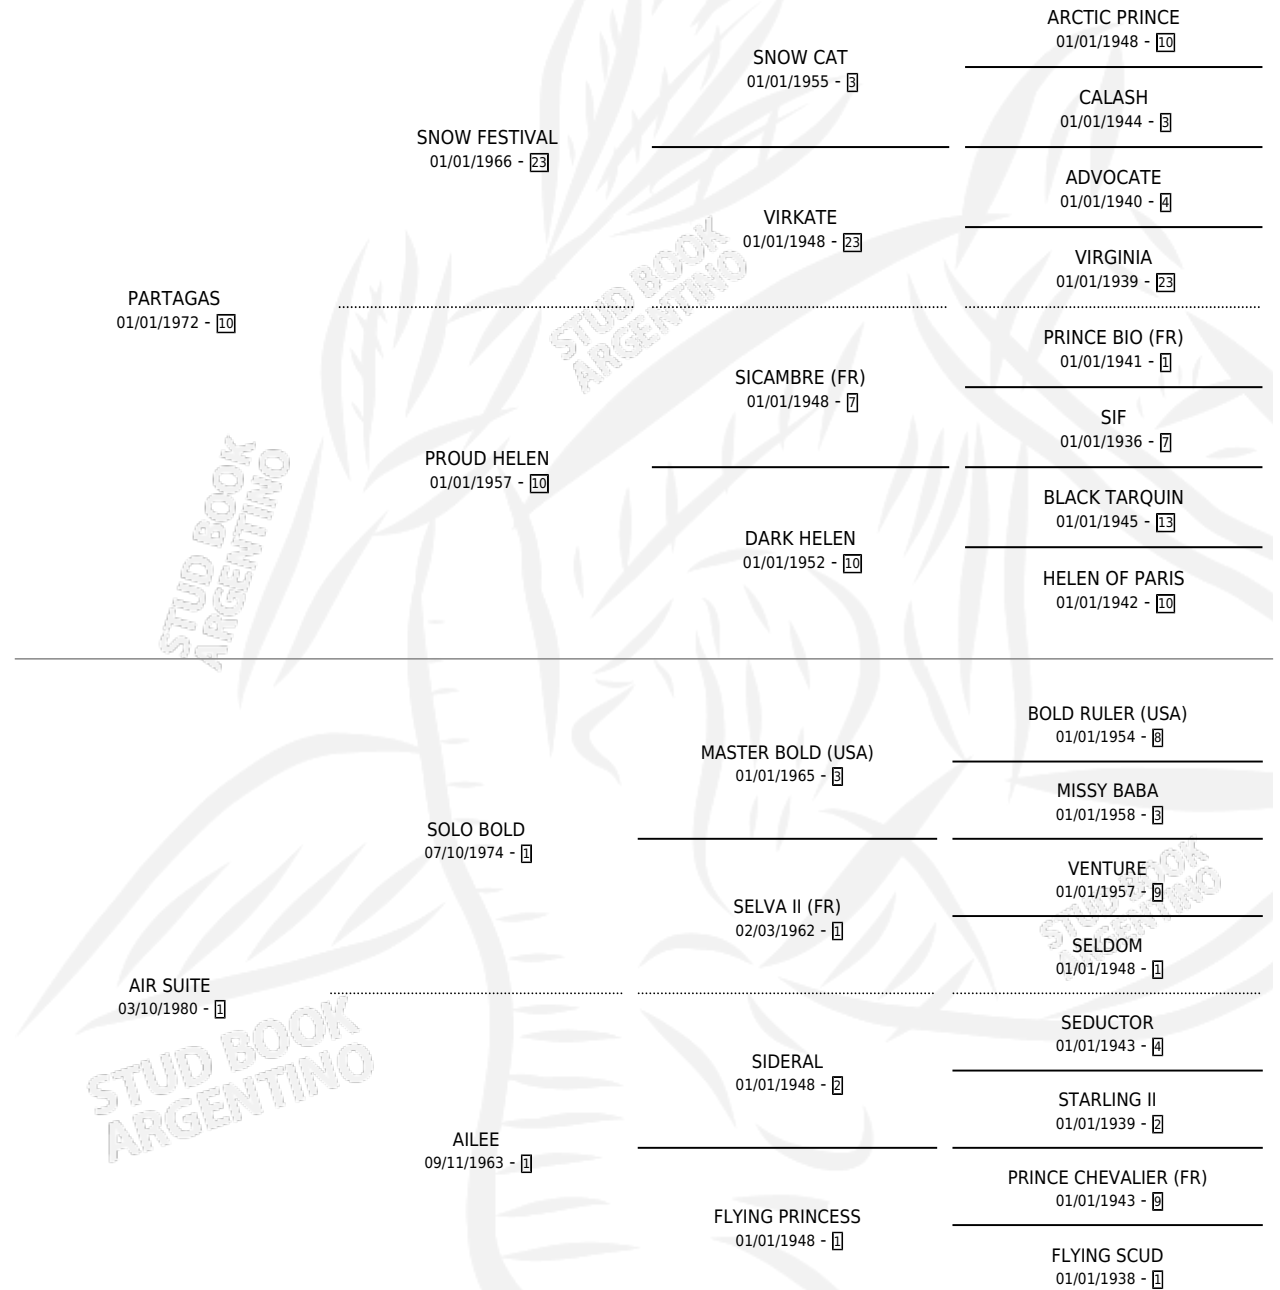 ARCTIC PRINCE
01/01/1948 - 10
SNOW CAT
01/01/1955 - 3
CALASH
01/01/1944 - 3
SNOW FESTIVAL
01/01/1966 - 23
ADVOCATE
01/01/1940 - 4
VIRKATE
01/01/1948 - 23
VIRGINIA
01/01/1939 - 23
PARTAGAS
01/01/1972 - 10
PRINCE BIO (FR)
01/01/1941 - 1
SICAMBRE (FR)
01/01/1948 - 7
SIF
01/01/1936 - 7
PROUD HELEN
01/01/1957 - 10
BLACK TARQUIN
01/01/1945 - 13
DARK HELEN
01/01/1952 - 10
HELEN OF PARIS
01/01/1942 - 10
STUD BOOK
ARGENTINO
STUD BOOK
ARGENTINO
BOLD RULER (USA)
01/01/1954 - 8
MASTER BOLD (USA)
01/01/1965 - 3
MISSY BABA
01/01/1958 - 3
SOLO BOLD
07/10/1974 - 1
VENTURE
01/01/1957 - 9
SELVA II (FR)
02/03/1962 - 1
SELDOM
01/01/1948 - 1
AIR SUITE
03/10/1980 - 1
SEDUCTOR
01/01/1943 - 4
SIDERAL
01/01/1948 - 2
STARLING II
01/01/1939 - 2
AILEE
09/11/1963 - 1
PRINCE CHEVALIER (FR)
01/01/1943 - 9
FLYING PRINCESS
01/01/1948 - 1
FLYING SCUD
01/01/1938 - 1
STUD BOOK
ARGENTINO
STUD BOOK
ARGENTINO